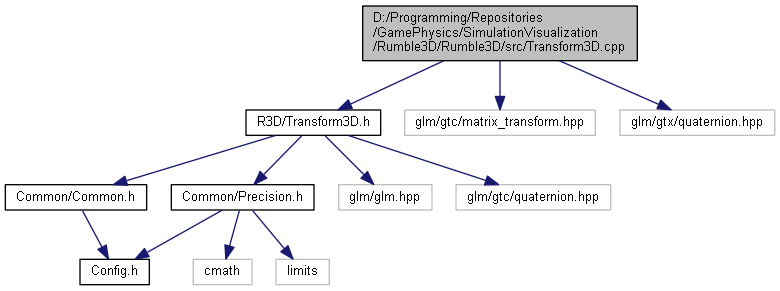 D:/Programming/Repositories
/GamePhysics/SimulationVisualization
/Rumble3D/Rumble3D/src/Transform3D.cpp
R3D/Transform3D.h
glm/gtc/matrix_transform.hpp
glm/gtx/quaternion.hpp
Common/Common.h
Common/Precision.h
glm/glm.hpp
glm/gtc/quaternion.hpp
Config.h
cmath
limits